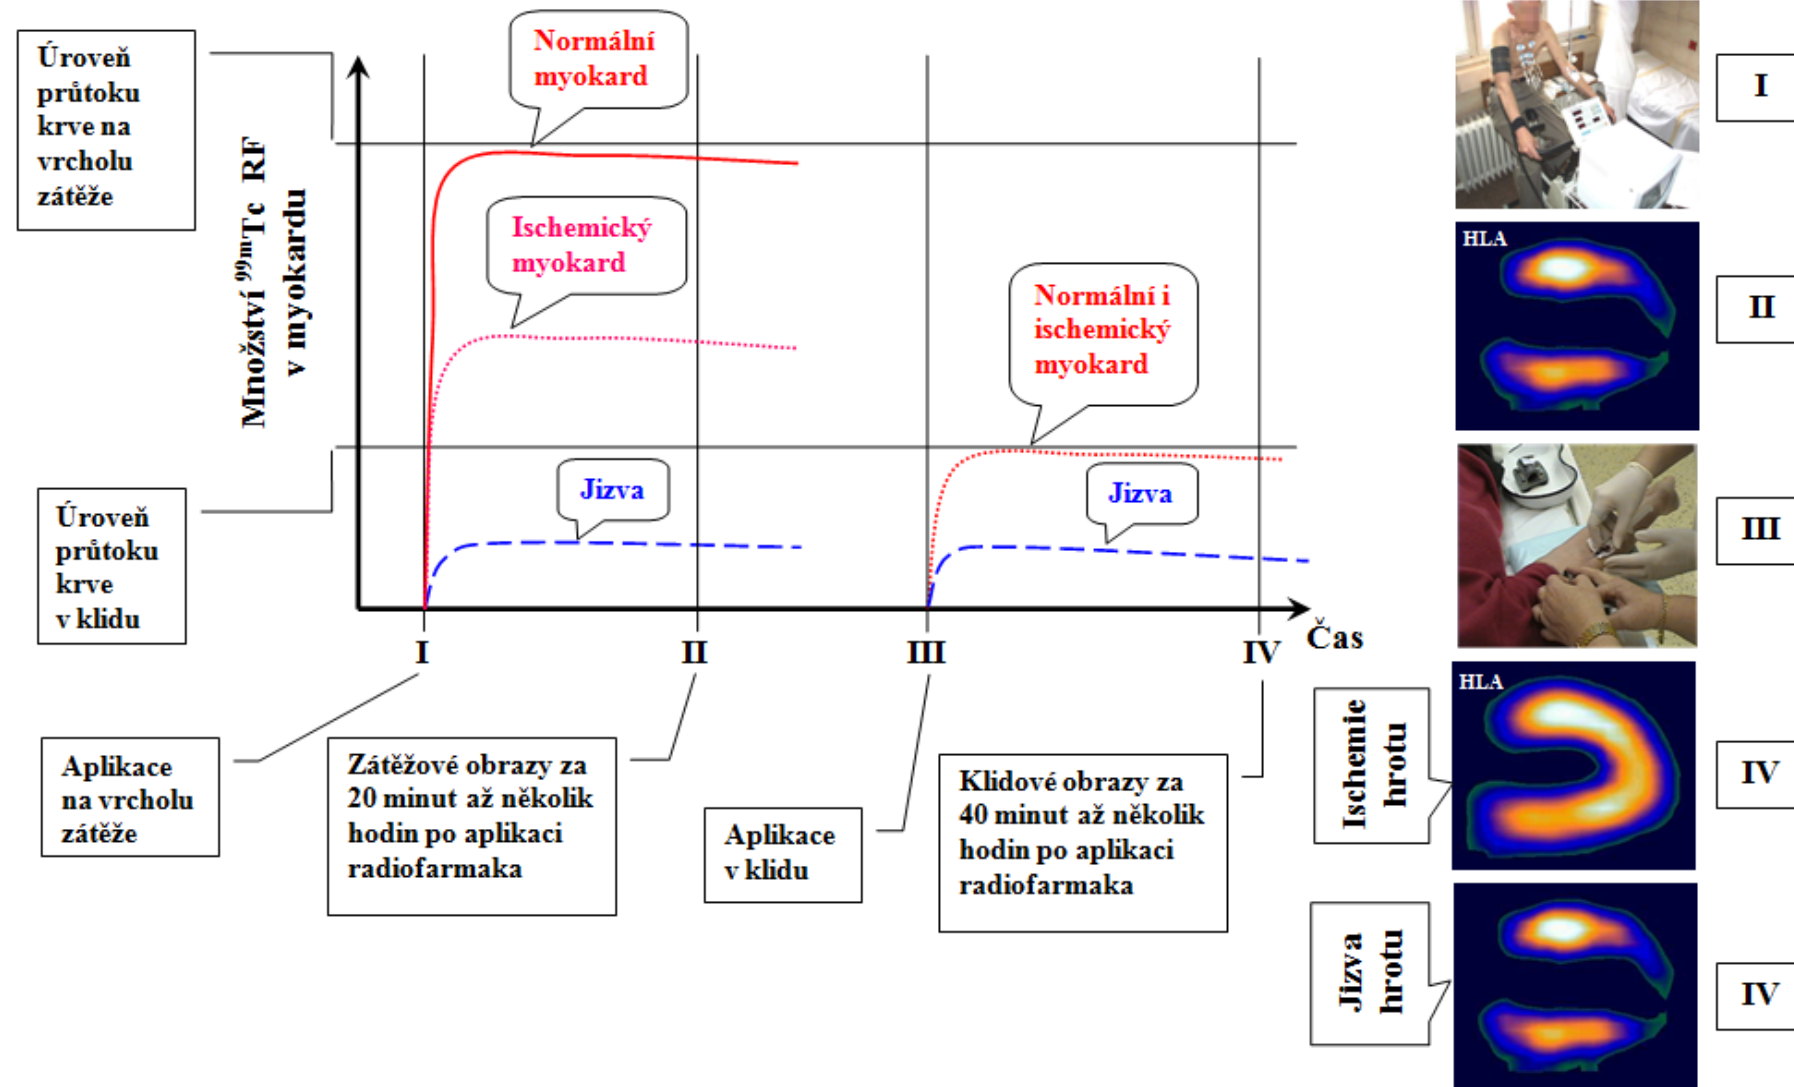 Úroveň
průtoku
krve na
vrcholu
zátěže
Množství ⁹⁹ᵐTc RF
v myokardu
Normální
myokard
Ischemický
myokard
Jizva
Normální i
ischemický
myokard
Jizva
Úroveň
průtoku
krve
v klidu
I
II
III
IV
Čas
Aplikace
na vrcholu
zátěže
Zátěžové obrazy za
20 minut až několik
hodin po aplikaci
radiofarmaka
Aplikace
v klidu
Klidové obrazy za
40 minut až několik
hodin po aplikaci
radiofarmaka
I
HLA
II
III
Ischemie
hrotu
HLA
IV
Jizva
hrotu
IV